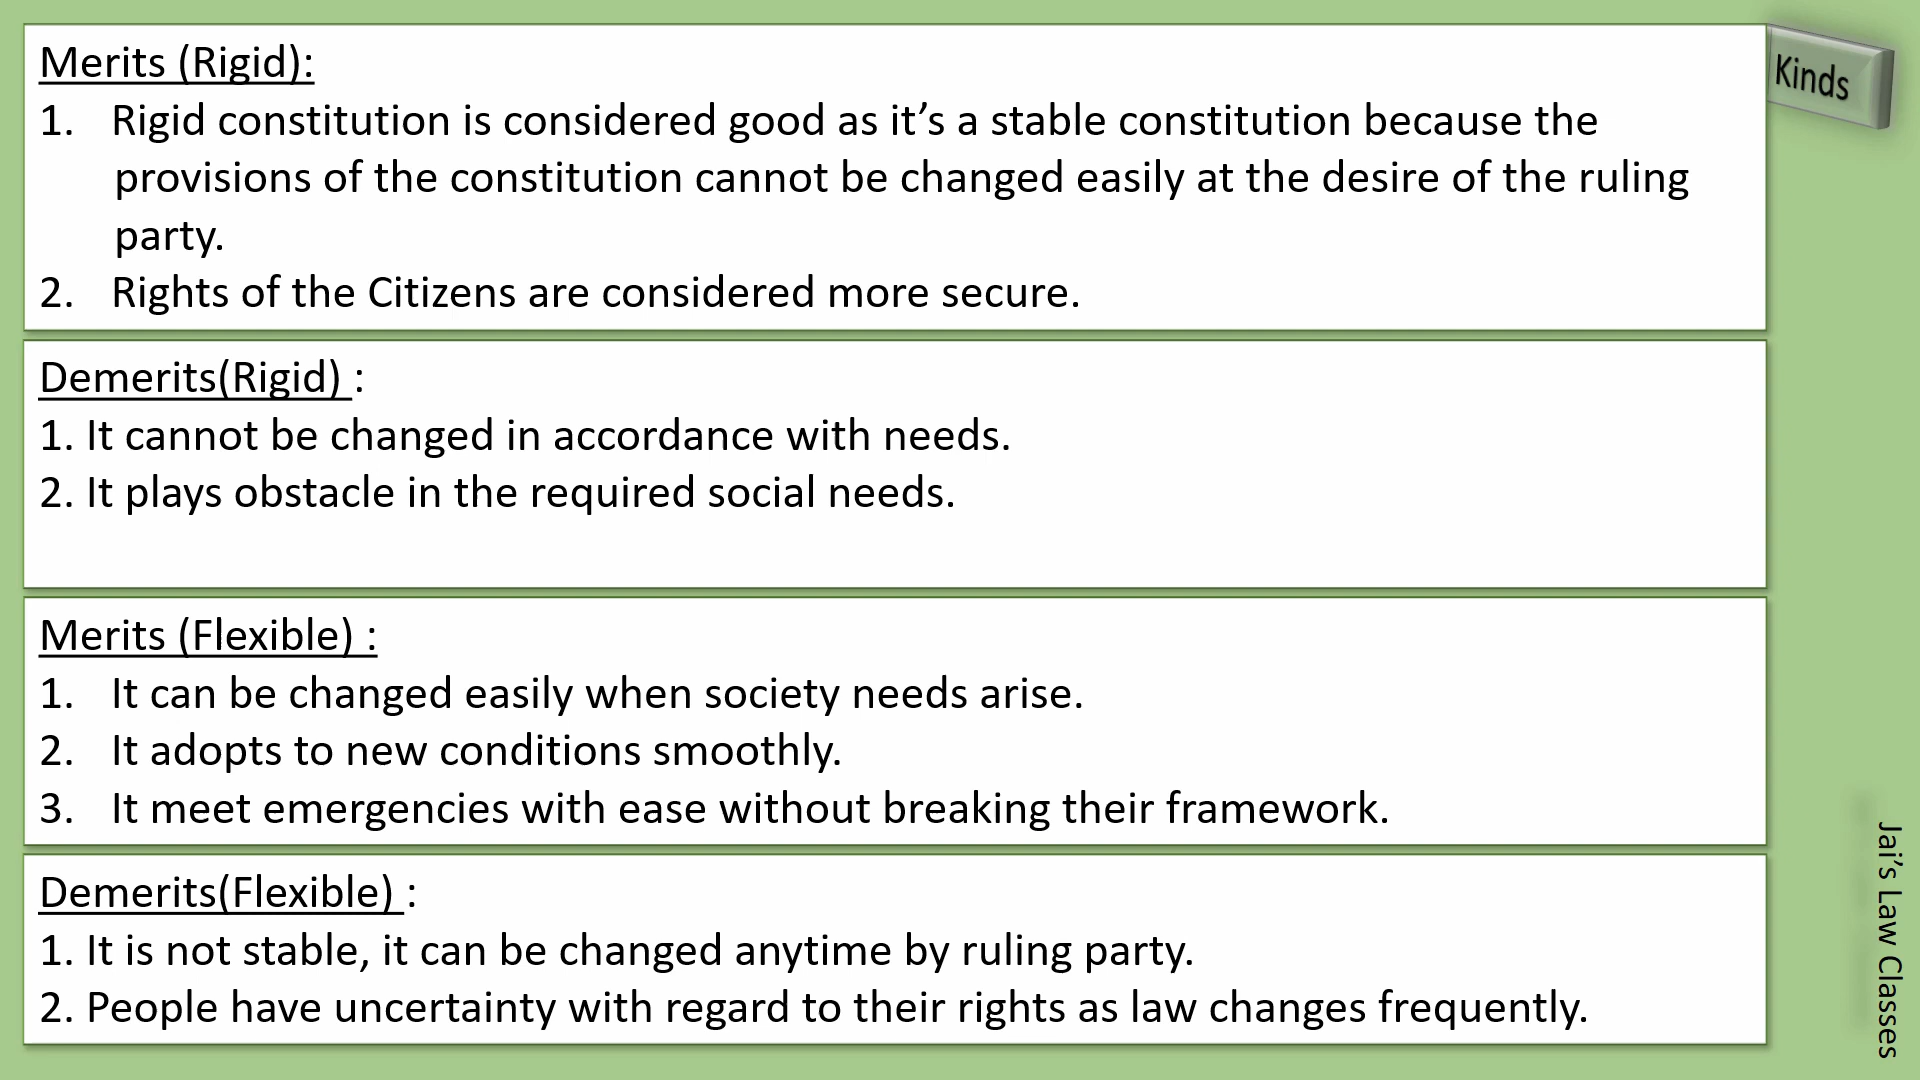 Merits (Rigid):
1. Rigid constitution is considered good as it’s a stable constitution because the
provisions of the constitution cannot be changed easily at the desire of the ruling
party.
2. Rights of the Citizens are considered more secure.
Kinds
Demerits(Rigid) :
1. It cannot be changed in accordance with needs.
2. It plays obstacle in the required social needs.
Merits (Flexible) :
1. It can be changed easily when society needs arise.
2. It adopts to new conditions smoothly.
3. It meet emergencies with ease without breaking their framework.
Demerits(Flexible) :
1. It is not stable, it can be changed anytime by ruling party.
2. People have uncertainty with regard to their rights as law changes frequently.
Jai’s Law Classes